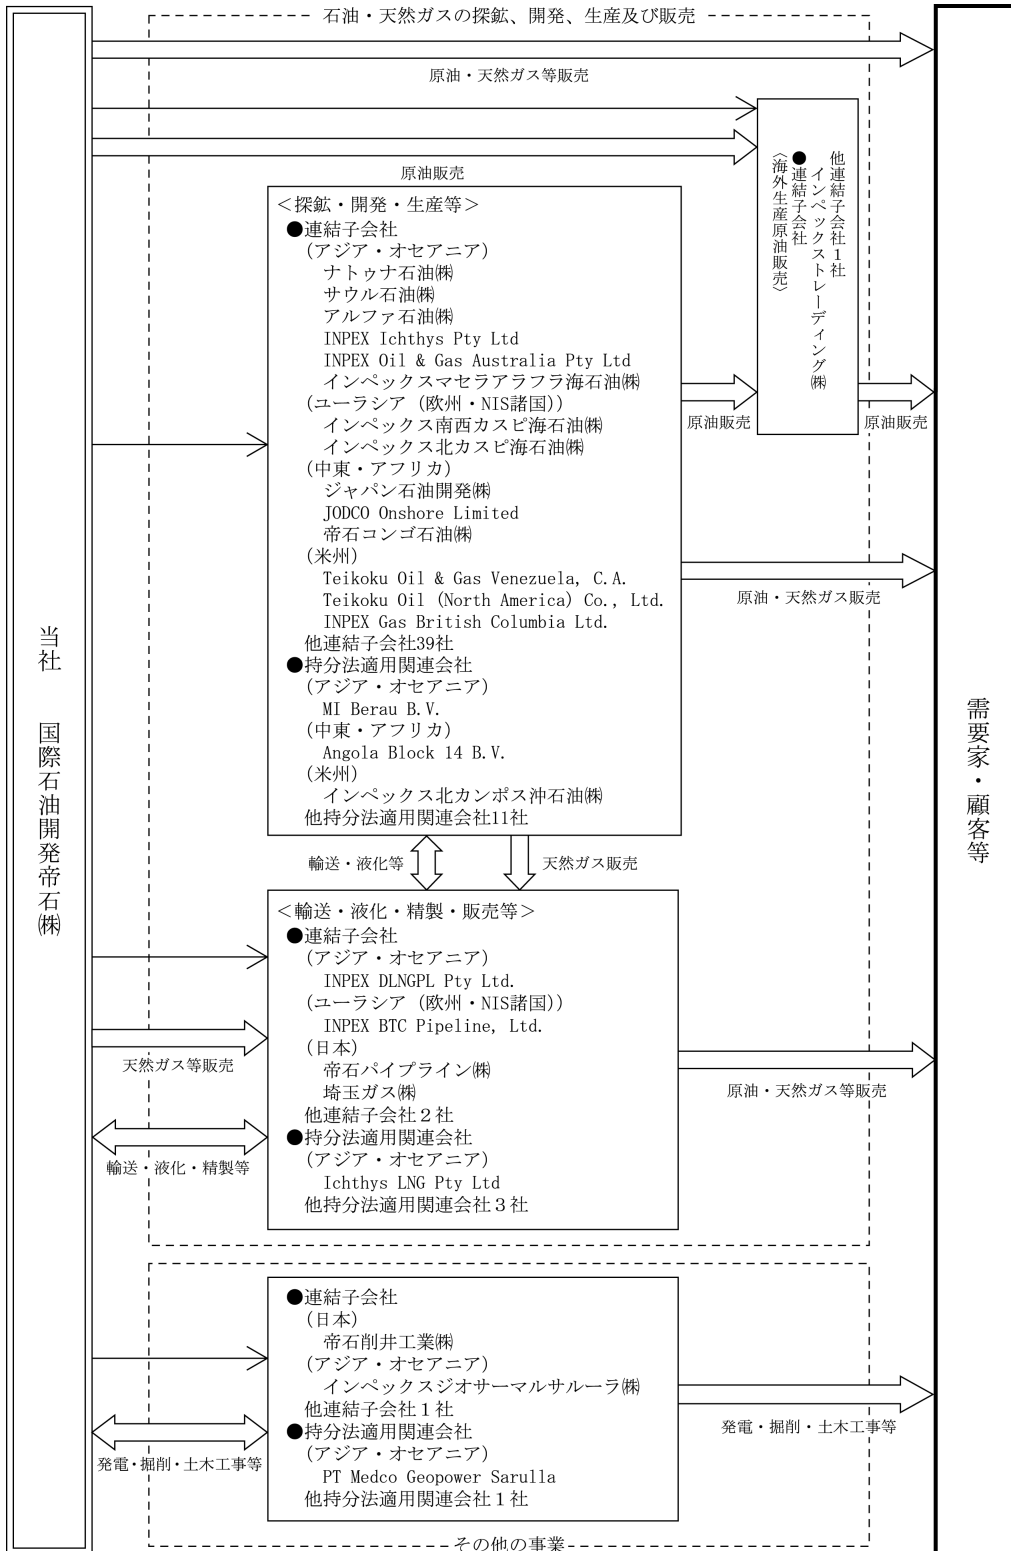 石油・天然ガスの探鉱、開発、生産及び販売
原油・天然ガス等販売
原油販売
当社　国際石油開発帝石㈱
＜探鉱・開発・生産等＞
●連結子会社
(アジア・オセアニア)
ナトゥナ石油㈱
サウル石油㈱
アルファ石油㈱
INPEX Ichthys Pty Ltd
INPEX Oil & Gas Australia Pty Ltd
インペックスマセラアラフラ海石油㈱
(ユーラシア（欧州・NIS諸国))
インペックス南西カスピ海石油㈱
インペックス北カスピ海石油㈱
(中東・アフリカ)
ジャパン石油開発㈱
JODCO Onshore Limited
帝石コンゴ石油㈱
(米州)
Teikoku Oil & Gas Venezuela, C.A.
Teikoku Oil (North America) Co., Ltd.
INPEX Gas British Columbia Ltd.
他連結子会社39社
●持分法適用関連会社
(アジア・オセアニア)
MI Berau B.V.
(中東・アフリカ)
Angola Block 14 B.V.
(米州)
インペックス北カンポス沖石油㈱
他持分法適用関連会社11社
〈海外生産原油販売〉
●連結子会社
インペックストレーディング㈱
他連結子会社１社
原油販売
原油販売
原油・天然ガス販売
需要家・顧客等
輸送・液化等
天然ガス販売
＜輸送・液化・精製・販売等＞
●連結子会社
(アジア・オセアニア)
INPEX DLNGPL Pty Ltd.
(ユーラシア（欧州・NIS諸国))
INPEX BTC Pipeline, Ltd.
(日本)
帝石パイプライン㈱
埼玉ガス㈱
他連結子会社２社
●持分法適用関連会社
(アジア・オセアニア)
Ichthys LNG Pty Ltd
他持分法適用関連会社３社
天然ガス等販売
輸送・液化・精製等
原油・天然ガス等販売
●連結子会社
(日本)
帝石削井工業㈱
(アジア・オセアニア)
インペックスジオサーマルサルーラ㈱
他連結子会社１社
●持分法適用関連会社
(アジア・オセアニア)
PT Medco Geopower Sarulla
他持分法適用関連会社１社
発電・掘削・土木工事等
発電・掘削・土木工事等
その他の事業